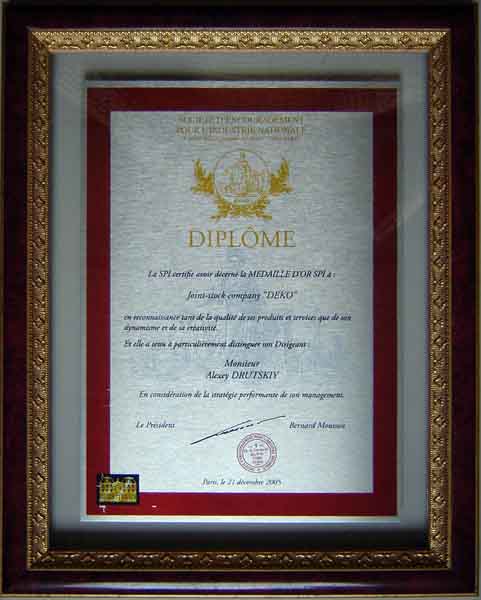 SOCIETE D'ENCOURAGEMENT
POUR L'INDUSTRIE NATIONALE
DIPLÔME
La SPI certifie avoir décerné la MEDAILLE D'OR SPI à :
Joint-stock company "DEKO"
en reconnaissance tant de la qualité de ses produits et services que de son
dynamisme et de sa créativité.
Et elle a tenu à particulièrement distinguer son Dirigeant :
Monsieur
Alexey DRUTSKIY
En considération de la stratégie performante de son management.
Le Président
Bernard Mousson
Paris, le 21 décembre 2005